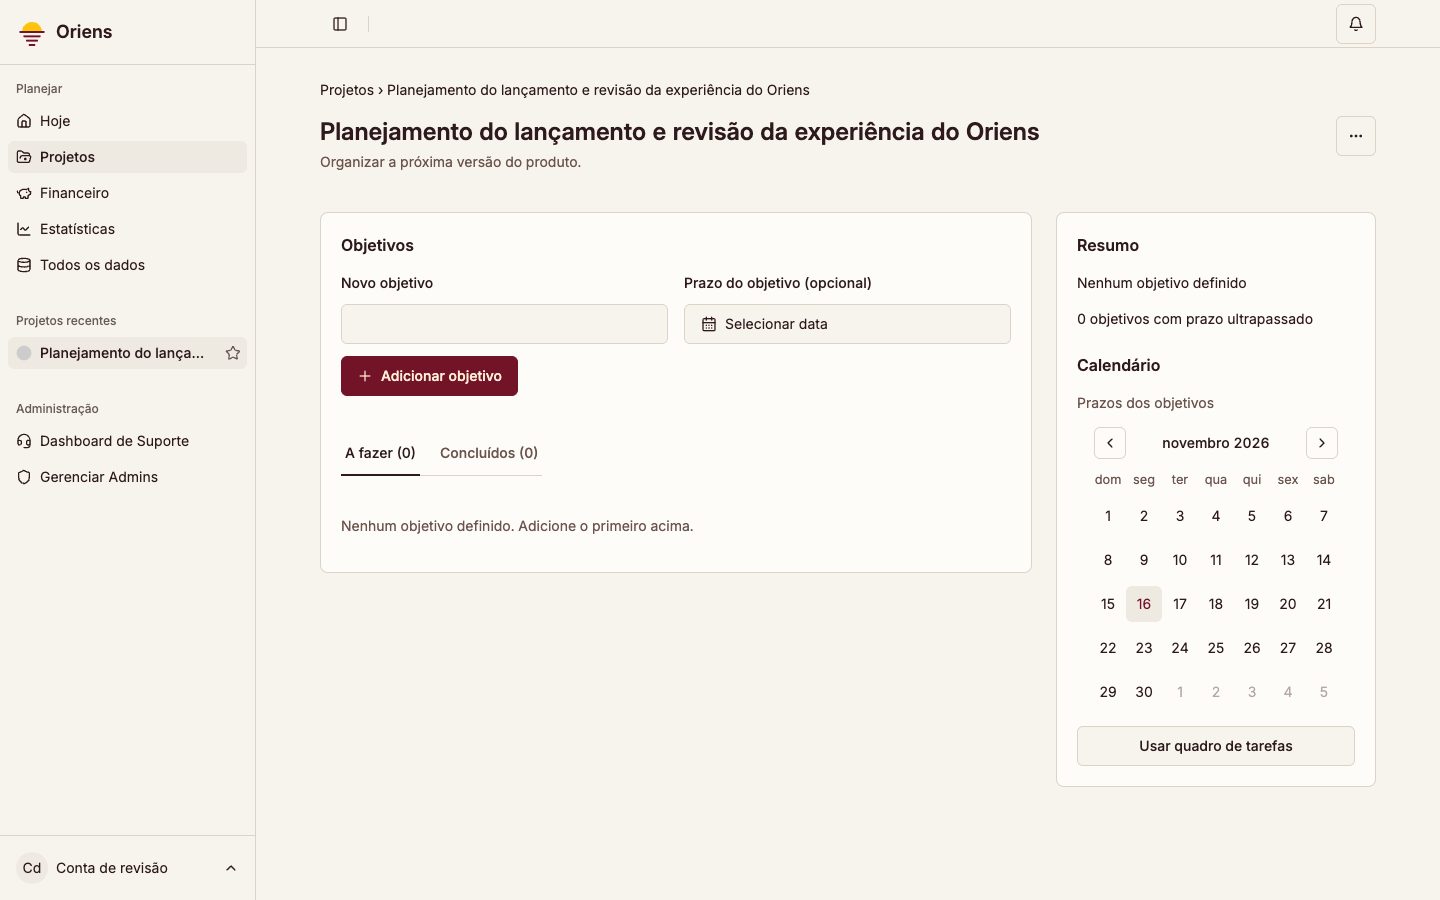 Oriens
Planejar
Hoje
Projetos
Financeiro
Estatísticas
Todos os dados
Projetos recentes
Planejamento do lança...
Administração
Dashboard de Suporte
Gerenciar Admins
Cd Conta de revisão
Projetos › Planejamento do lançamento e revisão da experiência do Oriens
Planejamento do lançamento e revisão da experiência do Oriens
Organizar a próxima versão do produto.
Objetivos
Novo objetivo
Prazo do objetivo (opcional)
Selecionar data
Adicionar objetivo
A fazer (0) Concluídos (0)
Nenhum objetivo definido. Adicione o primeiro acima.
Resumo
Nenhum objetivo definido
0 objetivos com prazo ultrapassado
Calendário
Prazos dos objetivos
novembro 2026
dom seg ter qua qui sex sab
1 2 3 4 5 6 7
8 9 10 11 12 13 14
15 16 17 18 19 20 21
22 23 24 25 26 27 28
29 30 1 2 3 4 5
Usar quadro de tarefas